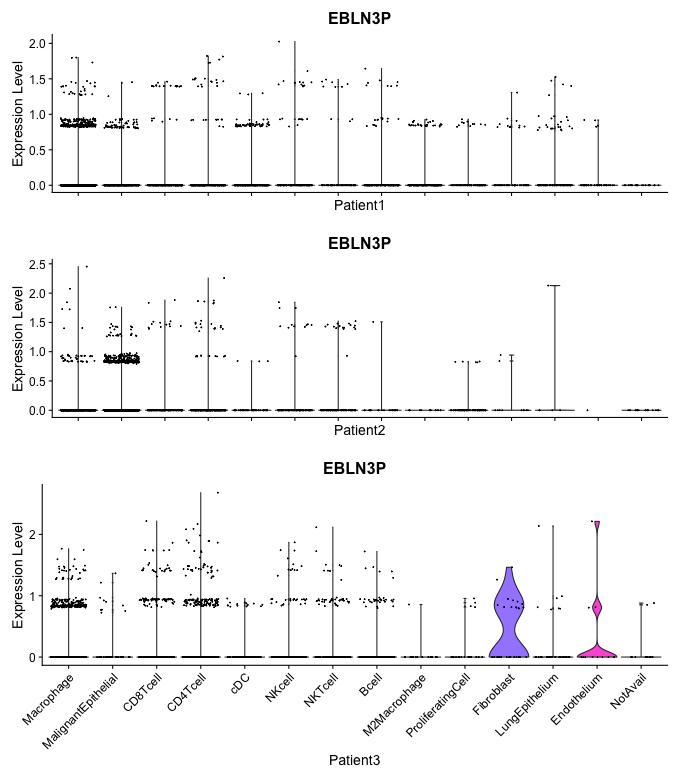 EBLN3P
Expression Level
2.0
1.5
1.0
0.5
0.0
Patient1
EBLN3P
Expression Level
2.5
2.0
1.5
1.0
0.5
0.0
Patient2
EBLN3P
Expression Level
2
1
0
Macrophage
MalignantEpithelial
CD8Tcell
CD4Tcell
cDC
NKcell
NKTcell
Bcell
M2Macrophage
ProliferatingCell
Fibroblast
LungEpithelium
Endothelium
NotAvail
Patient3